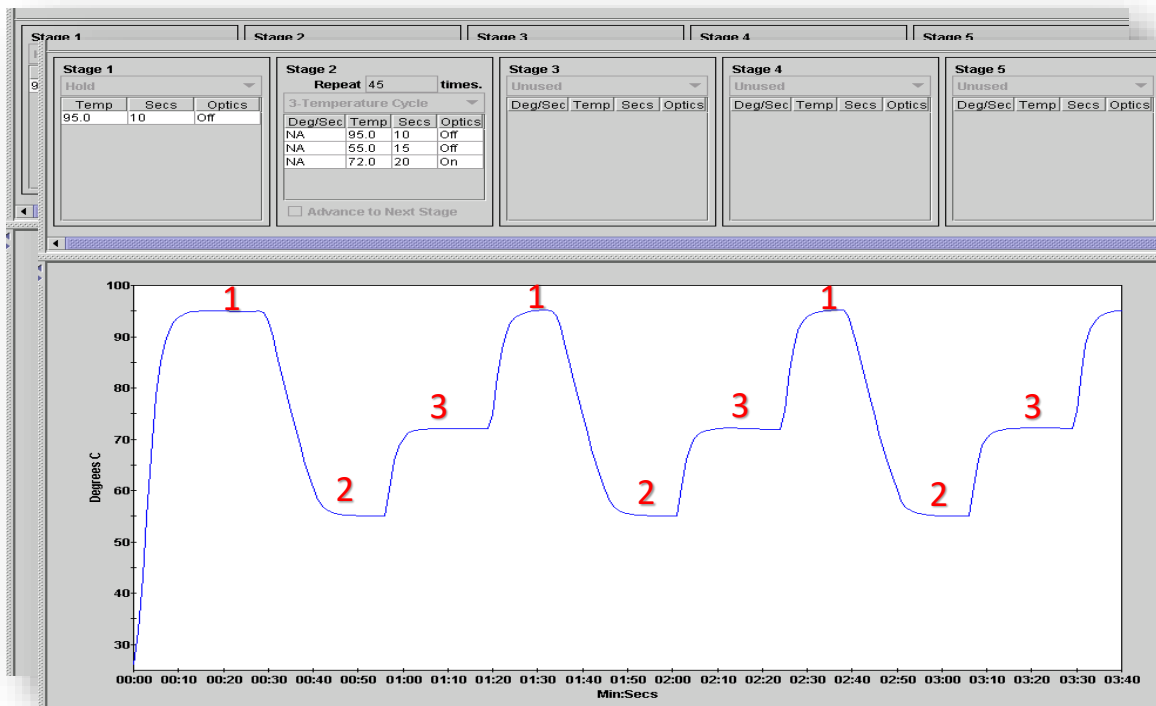 Stage 1
Stage 2
Stage 3
Stage 4
Stage 5
9
Stage 1
Hold
Temp Secs Optics
95.0 10 Off
Stage 2
Repeat 45 times.
3-Temperature Cycle
Deg/Sec Temp Secs Optics
NA 95.0 10 Off
NA 55.0 15 Off
NA 72.0 20 On
Advance to Next Stage
Stage 3
Unused
Deg/Sec Temp Secs Optics
Stage 4
Unused
Deg/Sec Temp Secs Optics
Stage 5
Unused
Deg/Sec Temp Secs Optics
100
90
80
70
60
50
40
30
Degrees C
1
1
1
3
3
3
2
2
2
00:00 00:10 00:20 00:30 00:40 00:50 01:00 01:10 01:20 01:30 01:40 01:50 02:00 02:10 02:20 02:30 02:40 02:50 03:00 03:10 03:20 03:30 03:40
Min:Secs